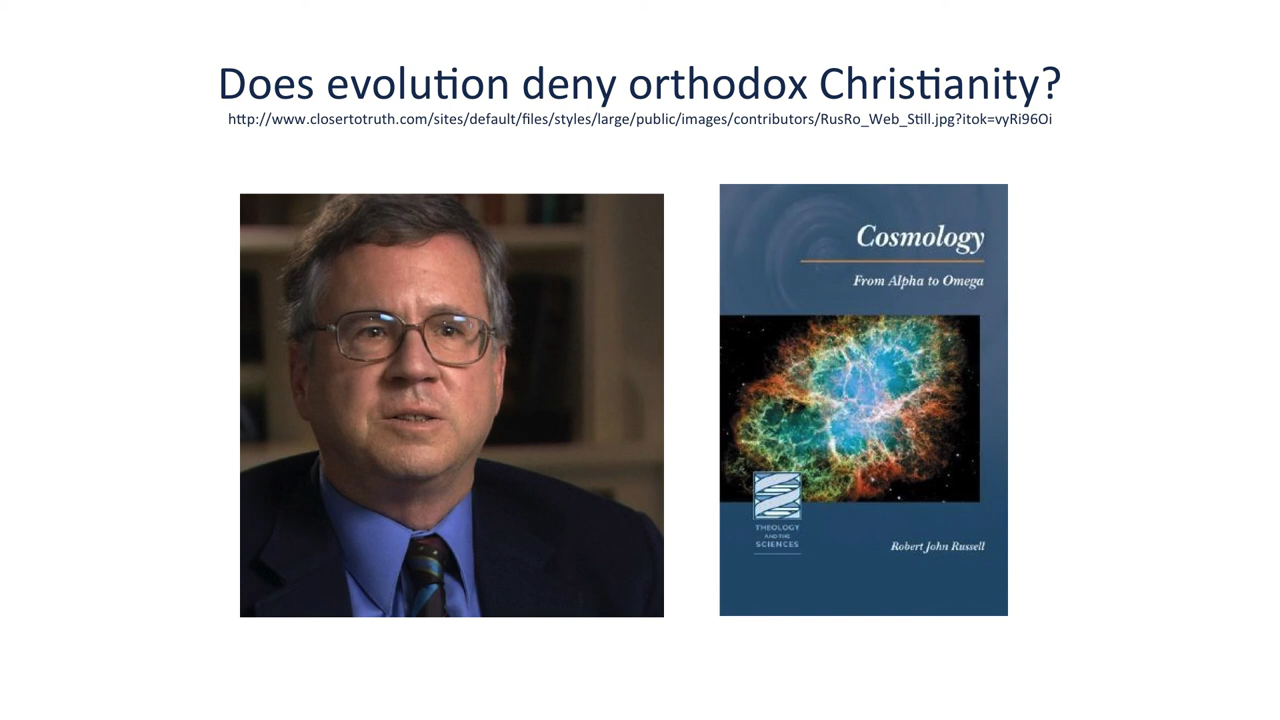 Does evolution deny orthodox Christianity?
http://www.closertotruth.com/sites/default/files/styles/large/public/images/contributors/RusRo_Web_Still.jpg?itok=vyRi96Oi
Cosmology
From Alpha to Omega
THEOLOGY
AND THE
SCIENCES
Robert John Russell